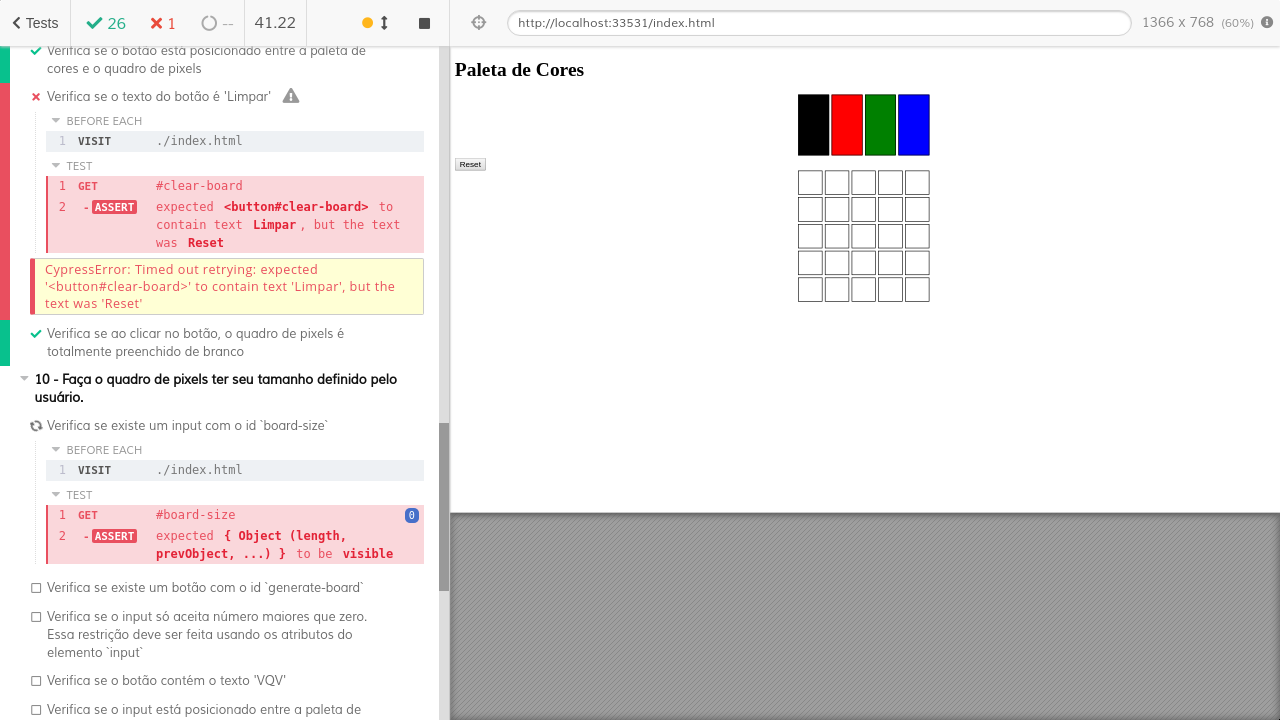 Tests 26 1 -- 41.22 http://localhost:33531/index.html 1366 x 768 (60%)
Verifica se o botão está posicionado entre a paleta de
cores e o quadro de pixels
Verifica se o texto do botão é 'Limpar'
BEFORE EACH
1 VISIT ./index.html
TEST
1 GET #clear-board
2 -ASSERT expected <button#clear-board> to
contain text Limpar, but the text
was Reset
CypressError: Timed out retrying: expected
'<button#clear-board>' to contain text 'Limpar', but the
text was 'Reset'
Verifica se ao clicar no botão, o quadro de pixels é
totalmente preenchido de branco
10 - Faça o quadro de pixels ter seu tamanho definido pelo
usuário.
Verifica se existe um input com o id `board-size`
BEFORE EACH
1 VISIT ./index.html
TEST
1 GET #board-size 0
2 -ASSERT expected { Object (length,
prevObject, ...) } to be visible
Verifica se existe um botão com o id `generate-board`
Verifica se o input só aceita número maiores que zero.
Essa restrição deve ser feita usando os atributos do
elemento `input`
Verifica se o botão contém o texto 'VQV'
Verifica se o input está posicionado entre a paleta de
Paleta de Cores
Reset